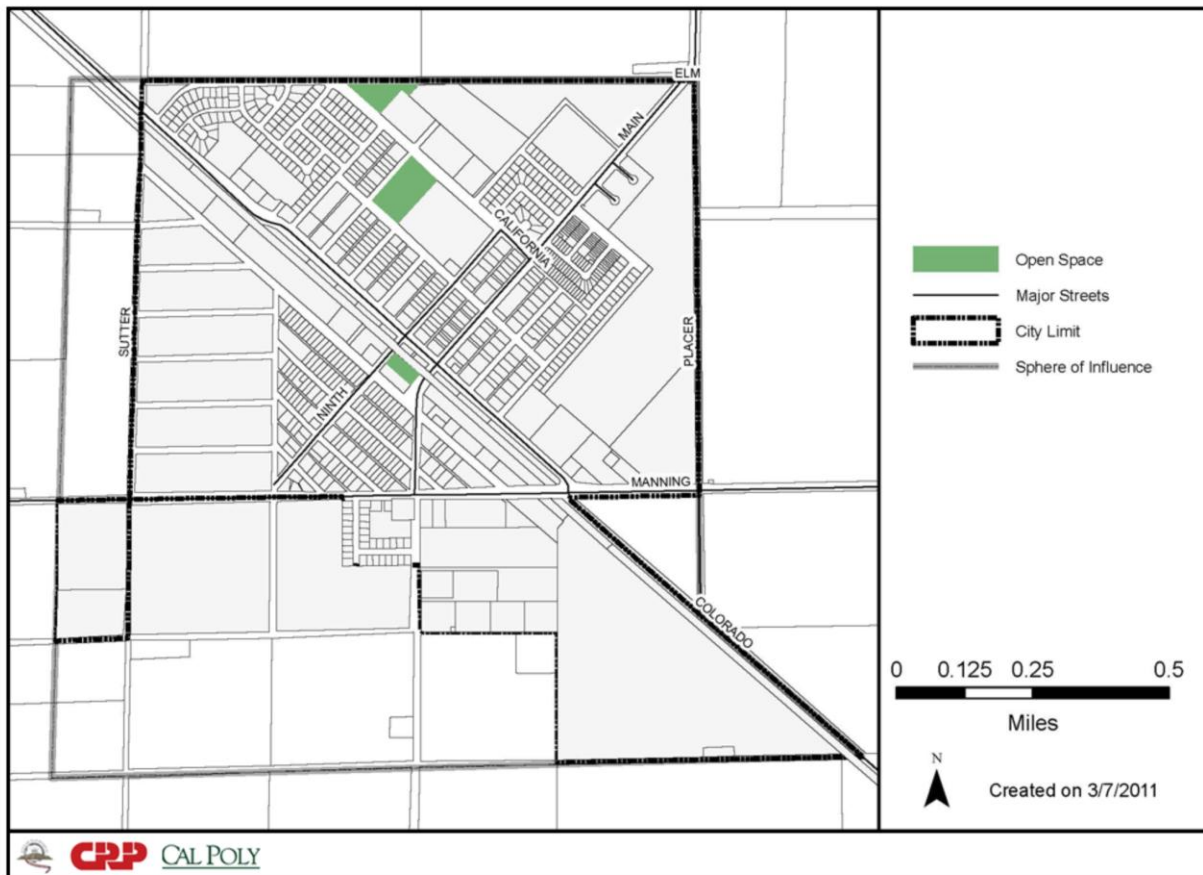 ELM
MAIN
CALIFORNIA
SUTTER
PLACER
NINTH
MANNING
COLORADO
Open Space
Major Streets
City Limit
Sphere of Influence
0 0.125 0.25 0.5
Miles
N
Created on 3/7/2011
CRP CAL POLY